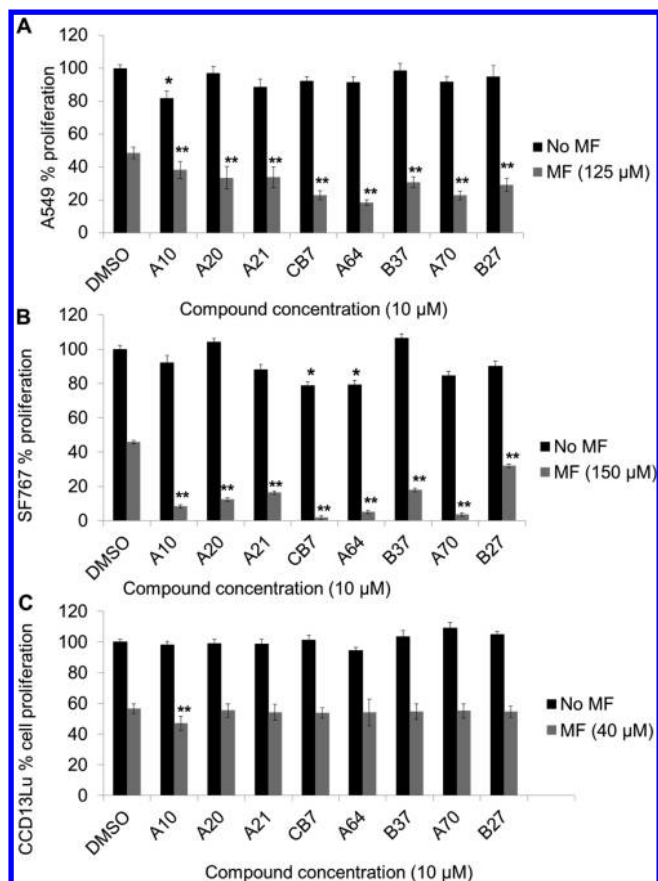 A
A549 % proliferation
120
100
80
60
40
20
0
*
**
**
**
**
**
**
**
**
No MF
MF (125 µM)
DMSO
A10
A20
A21
CB7
A64
B37
A70
B27
Compound concentration (10 µM)
B
SF767 % proliferation
120
100
80
60
40
20
0
*
*
**
**
**
**
**
**
**
**
No MF
MF (150 µM)
DMSO
A10
A20
A21
CB7
A64
B37
A70
B27
Compound concentration (10 µM)
C
CCD13Lu % cell proliferation
120
100
80
60
40
20
0
**
No MF
MF (40 µM)
DMSO
A10
A20
A21
CB7
A64
B37
A70
B27
Compound concentration (10 µM)